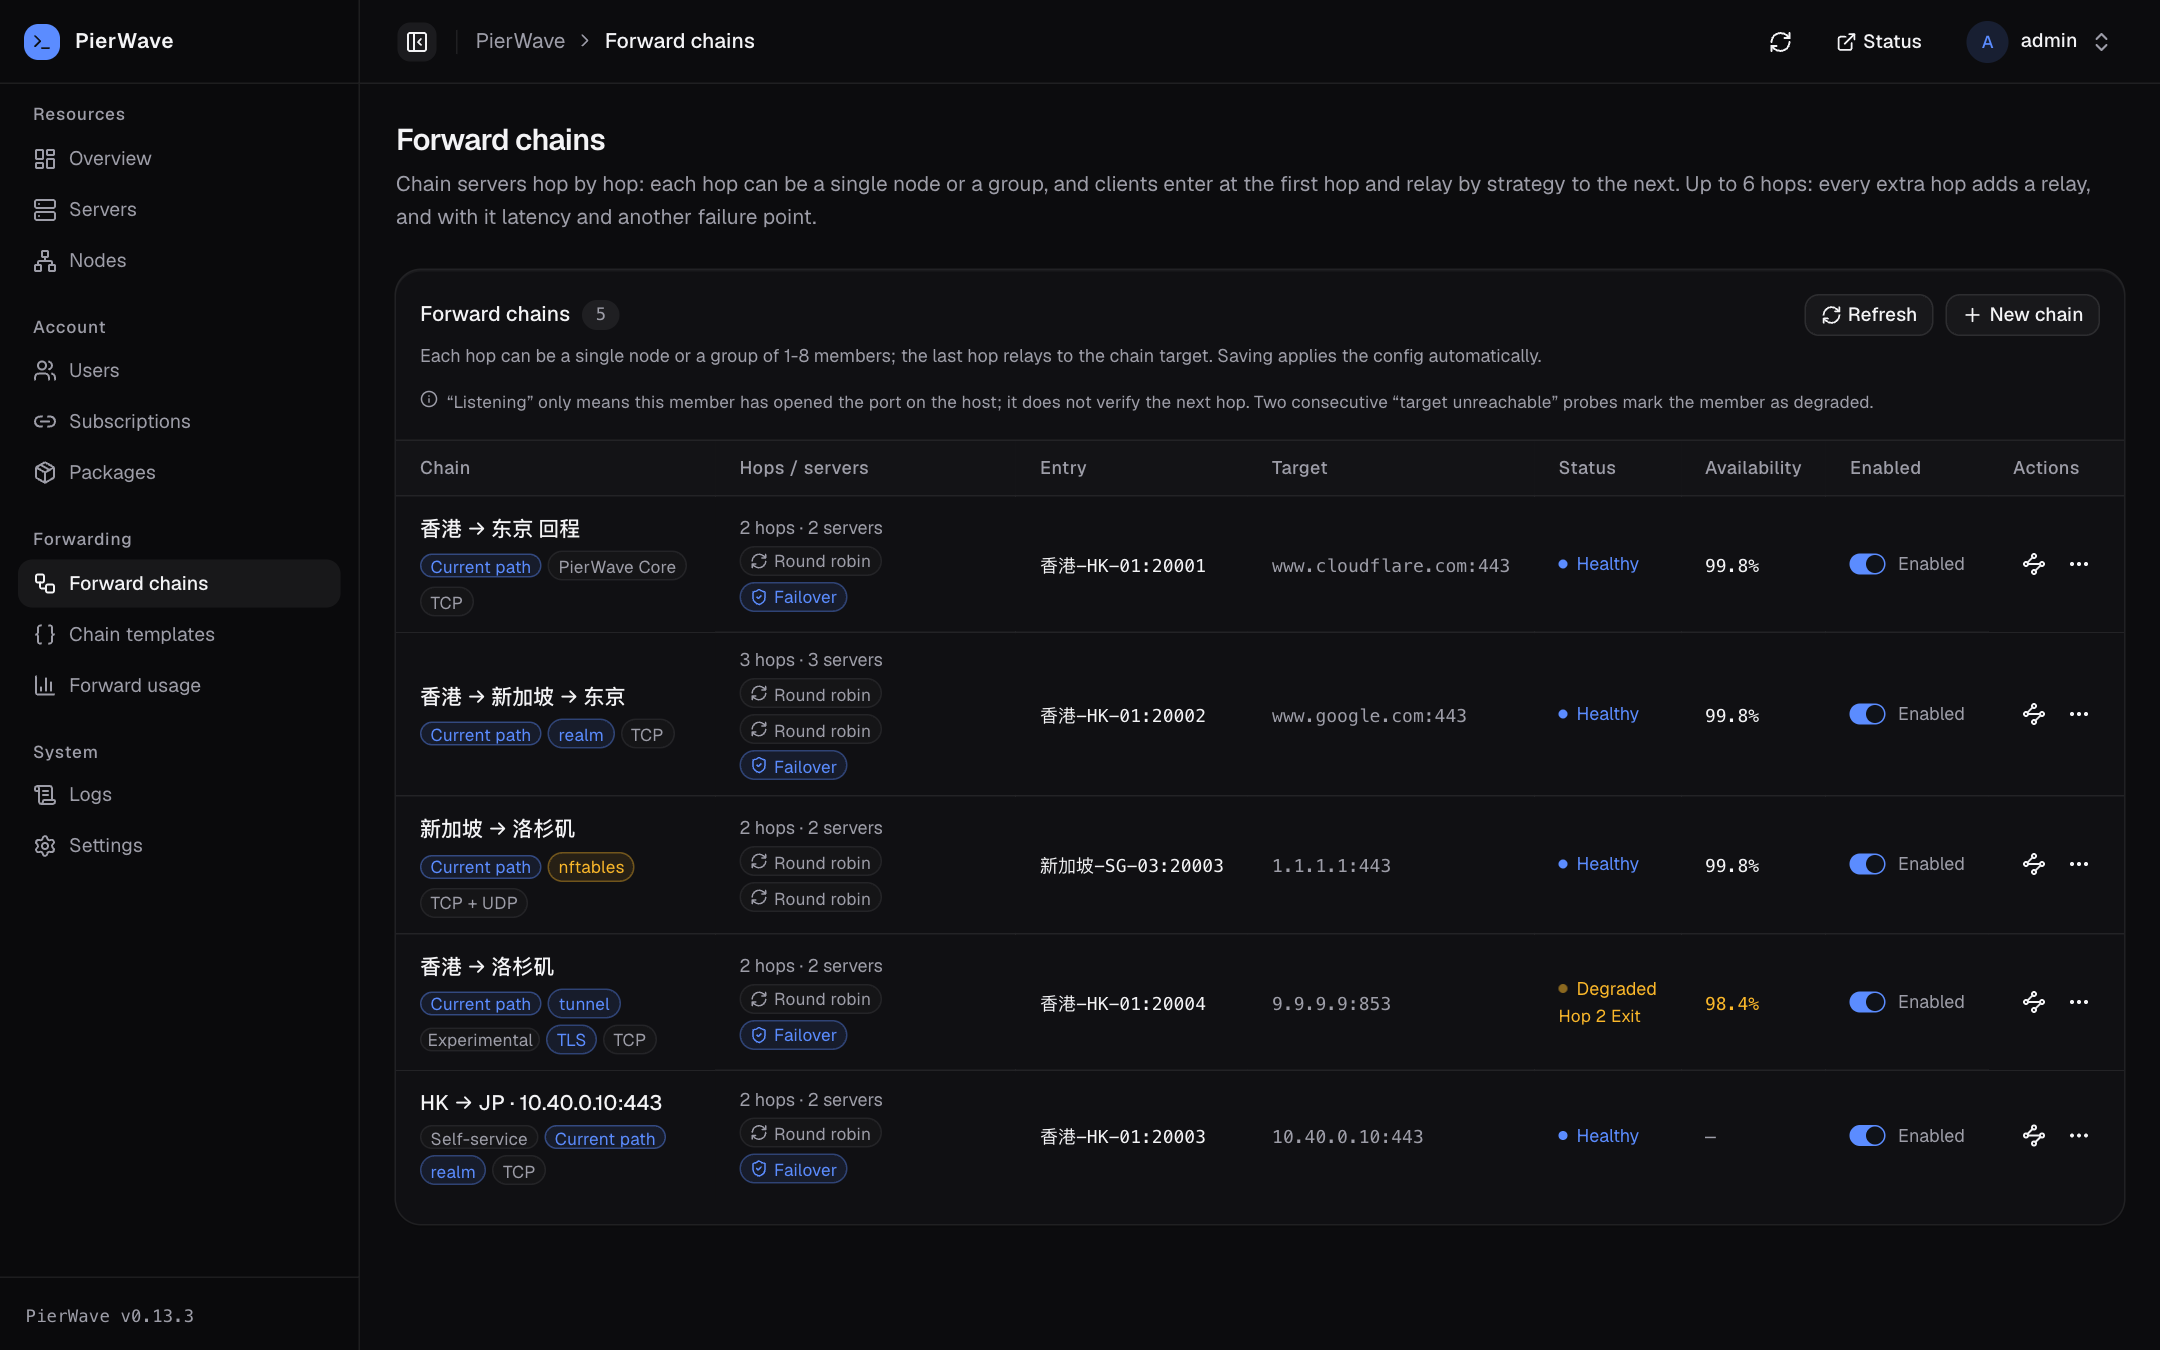 PierWave
PierWave > Forward chains
Status
A
admin
Resources
Overview
Servers
Nodes
Account
Users
Subscriptions
Packages
Forwarding
Forward chains
Chain templates
Forward usage
System
Logs
Settings
PierWave v0.13.3
Forward chains
Chain servers hop by hop: each hop can be a single node or a group, and clients enter at the first hop and relay by strategy to the next. Up to 6 hops: every extra hop adds a relay,
and with it latency and another failure point.
Forward chains 5
Refresh
+ New chain
Each hop can be a single node or a group of 1-8 members; the last hop relays to the chain target. Saving applies the config automatically.
“Listening” only means this member has opened the port on the host; it does not verify the next hop. Two consecutive “target unreachable” probes mark the member as degraded.
Chain Hops / servers Entry Target Status Availability Enabled Actions
香港 → 东京 回程
Current path PierWave Core
TCP
2 hops · 2 servers
Round robin
Failover
香港-HK-01:20001
www.cloudflare.com:443
Healthy
99.8%
Enabled
香港 → 新加坡 → 东京
Current path realm TCP
3 hops · 3 servers
Round robin
Round robin
Failover
香港-HK-01:20002
www.google.com:443
Healthy
99.8%
Enabled
新加坡 → 洛杉矶
Current path nftables
TCP + UDP
2 hops · 2 servers
Round robin
Round robin
新加坡-SG-03:20003
1.1.1.1:443
Healthy
99.8%
Enabled
香港 → 洛杉矶
Current path tunnel
Experimental TLS TCP
2 hops · 2 servers
Round robin
Failover
香港-HK-01:20004
9.9.9.9:853
Degraded
Hop 2 Exit
98.4%
Enabled
HK → JP · 10.40.0.10:443
Self-service Current path
realm TCP
2 hops · 2 servers
Round robin
Failover
香港-HK-01:20003
10.40.0.10:443
Healthy
—
Enabled